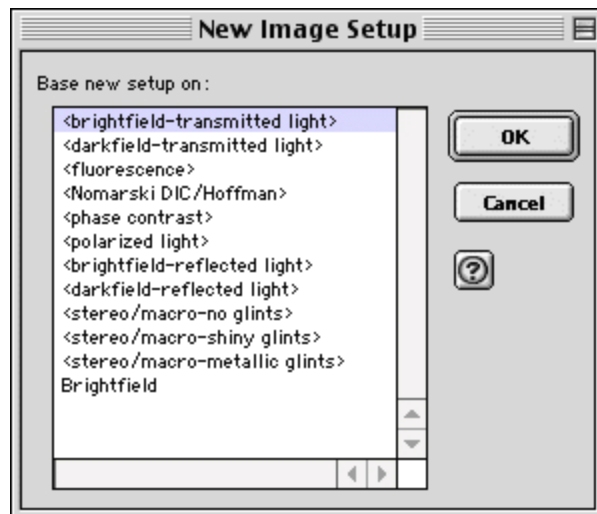 New Image Setup
Base new setup on:
<brightfield-transmitted light>
<darkfield-transmitted light>
<fluorescence>
<Nomarski DIC/Hoffman>
<phase contrast>
<polarized light>
<brightfield-reflected light>
<darkfield-reflected light>
<stereo/macro-no glints>
<stereo/macro-shiny glints>
<stereo/macro-metallic glints>
Brightfield
OK
Cancel
?